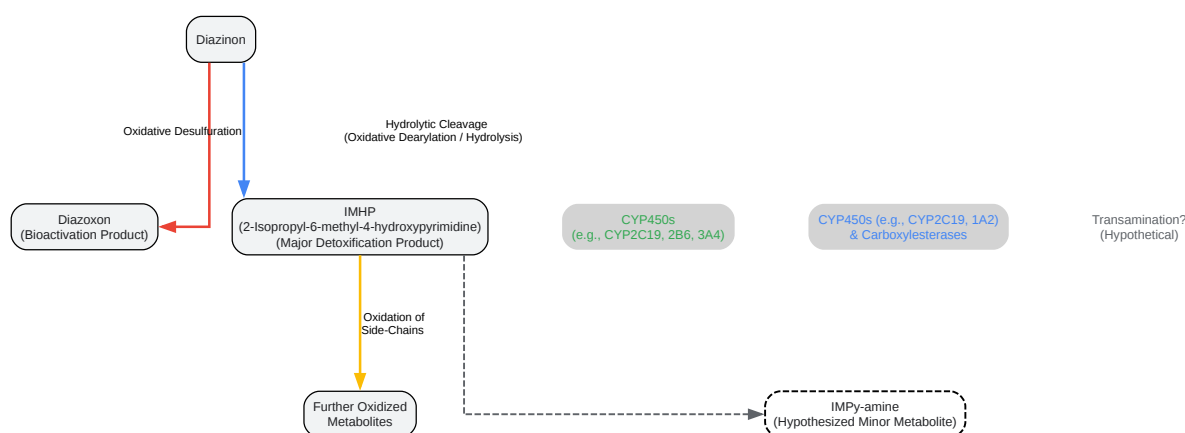 Diazinon
Oxidative Desulfuration
Hydrolytic Cleavage
(Oxidative Dearylation / Hydrolysis)
Diazoxon
(Bioactivation Product)
IMHP
(2-Isopropyl-6-methyl-4-hydroxypyrimidine)
(Major Detoxification Product)
CYP450s
(e.g., CYP2C19, 2B6, 3A4)
CYP450s (e.g., CYP2C19, 1A2)
& Carboxylesterases
Transamination?
(Hypothetical)
Oxidation of
Side-Chains
Further Oxidized
Metabolites
IMPy-amine
(Hypothesized Minor Metabolite)